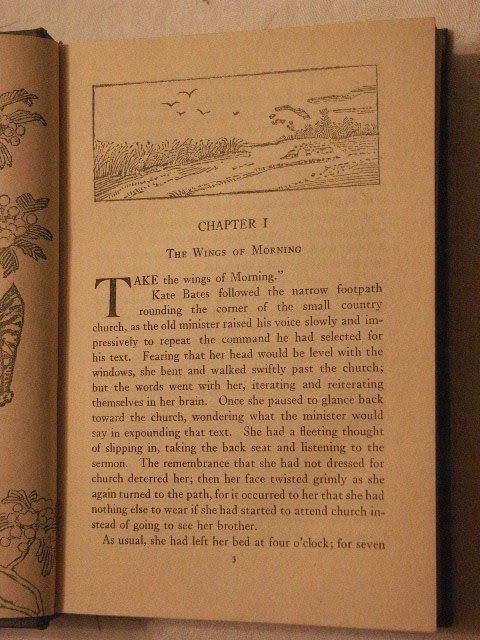 CHAPTER I
THE WINGS OF MORNING
TAKE the wings of Morning."
Kate Bates followed the narrow footpath
rounding the corner of the small country
church, as the old minister raised his voice slowly and im-
pressively to repeat the command he had selected for
his text. Fearing that her head would be level with the
windows, she bent and walked swiftly past the church;
but the words went with her, iterating and reiterating
themselves in her brain. Once she paused to glance back
toward the church, wondering what the minister would
say in expounding that text. She had a fleeting thought
of slipping in, taking the back seat and listening to the
sermon. The remembrance that she had not dressed for
church deterred her; then her face twisted grimly as she
again turned to the path, for it occurred to her that she had
nothing else to wear if she had started to attend church in-
stead of going to see her brother.
As usual, she had left her bed at four o'clock; for seven
3